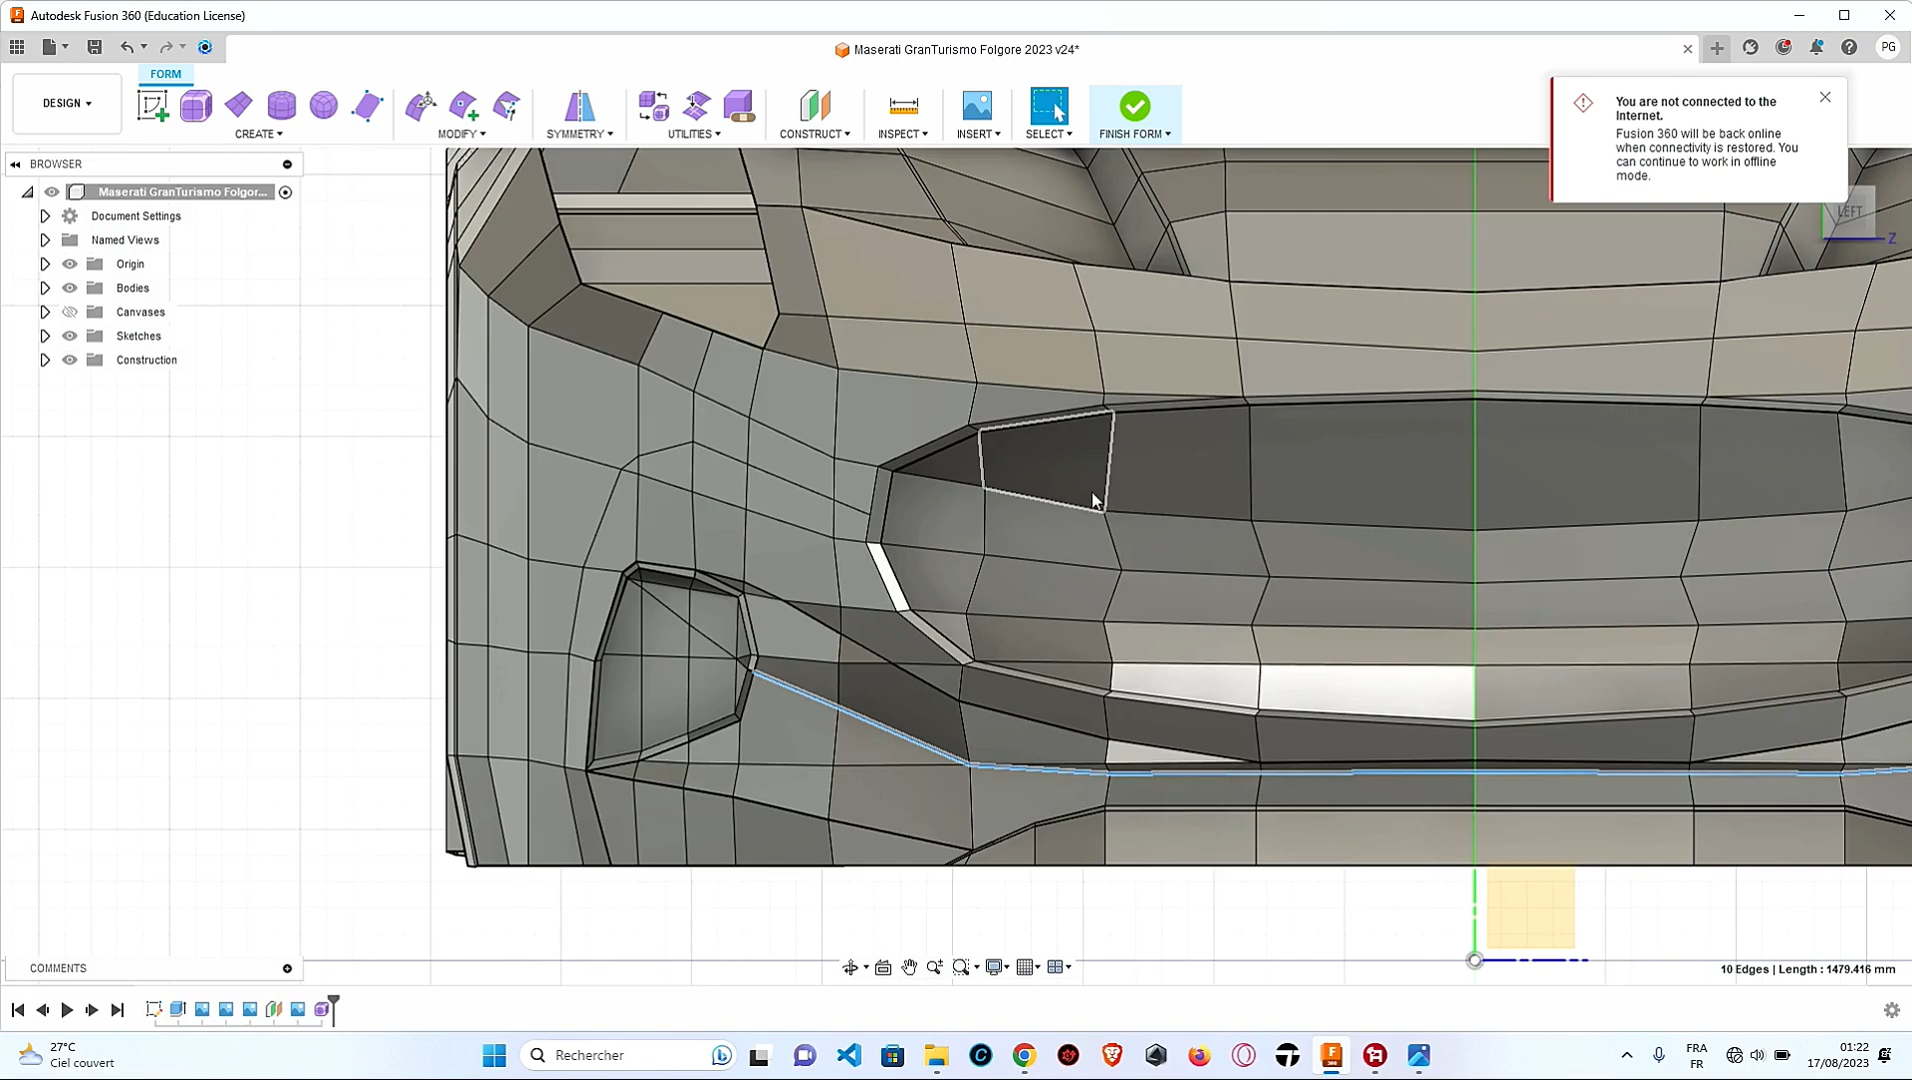 Autodesk Fusion 360 (Education License)
Maserati GranTurismo Folgore 2023 v24*
PG
FORM
DESIGN
CREATE
MODIFY
SYMMETRY
UTILITIES
CONSTRUCT
INSPECT
INSERT
SELECT
FINISH FORM
You are not connected to the
Internet.
Fusion 360 will be back online
when connectivity is restored. You
can continue to work in offline
mode.
BROWSER
Maserati GranTurismo Folgor...
Document Settings
Named Views
Origin
Bodies
Canvases
Sketches
Construction
LEFT
Z
COMMENTS
10 Edges | Length : 1479.416 mm
27°C
Ciel couvert
Rechercher
FRA
FR
01:22
17/08/2023